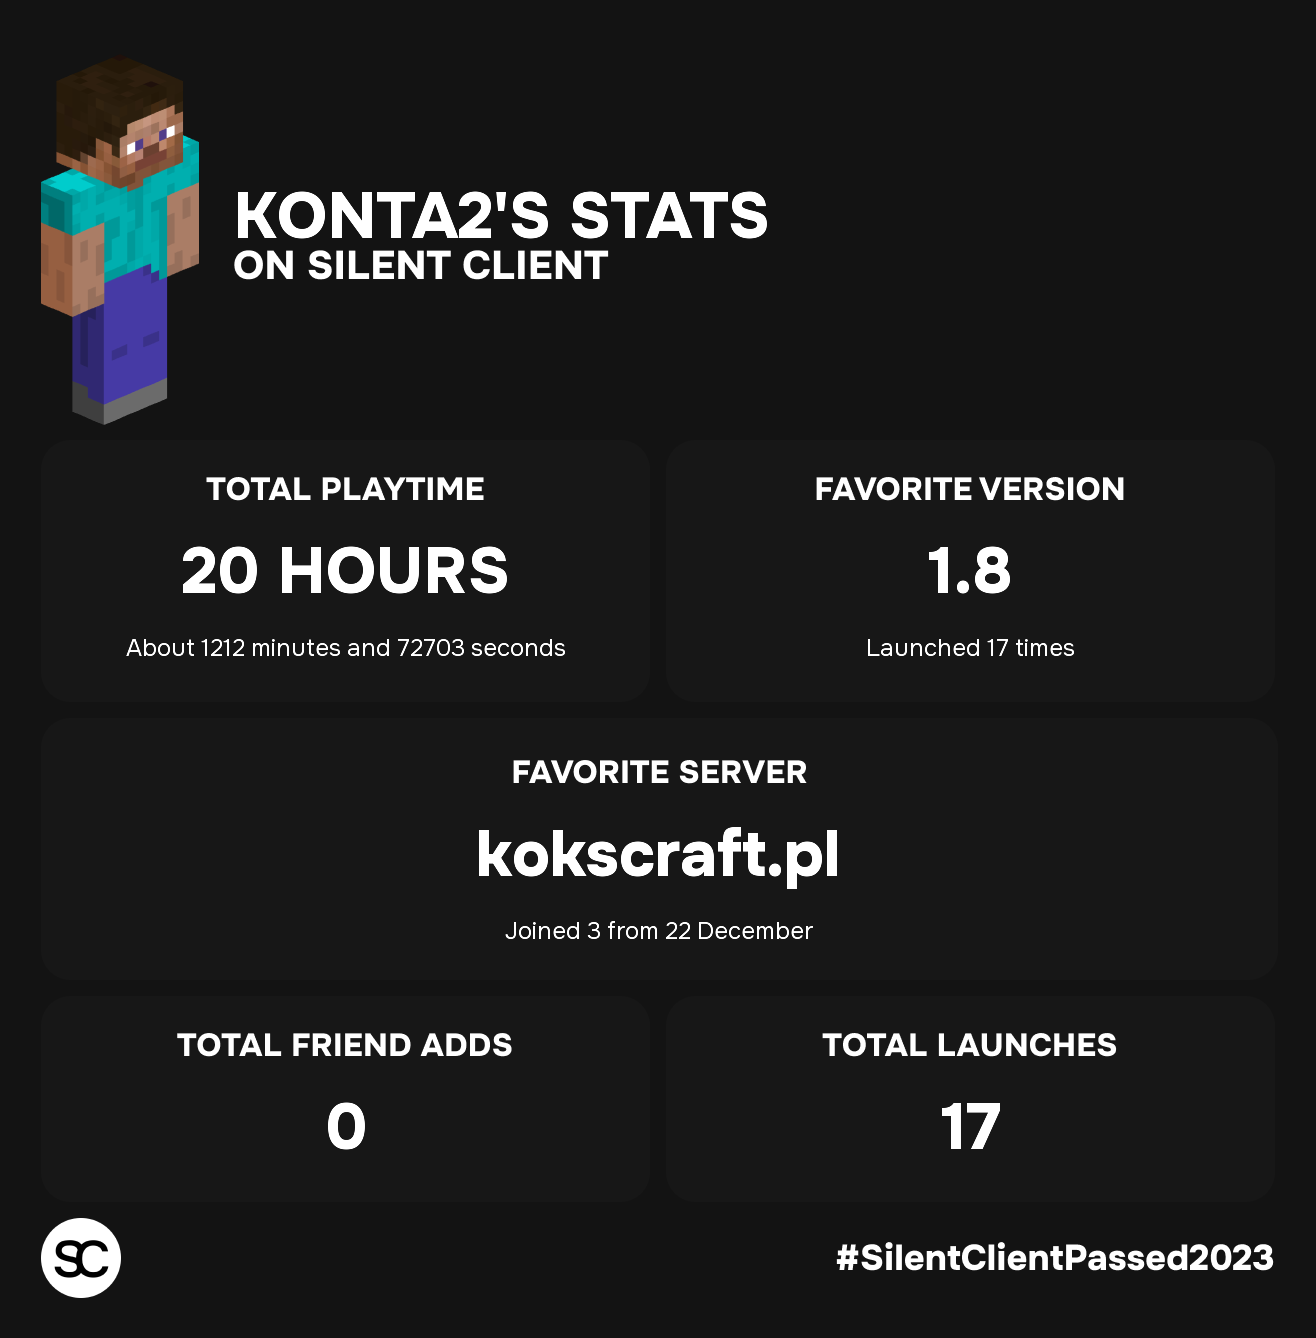 KONTA2'S STATS
ON SILENT CLIENT
TOTAL PLAYTIME
20 HOURS
About 1212 minutes and 72703 seconds
FAVORITE VERSION
1.8
Launched 17 times
FAVORITE SERVER
kokscraft.pl
Joined 3 from 22 December
TOTAL FRIEND ADDS
0
TOTAL LAUNCHES
17
SC
#SilentClientPassed2023